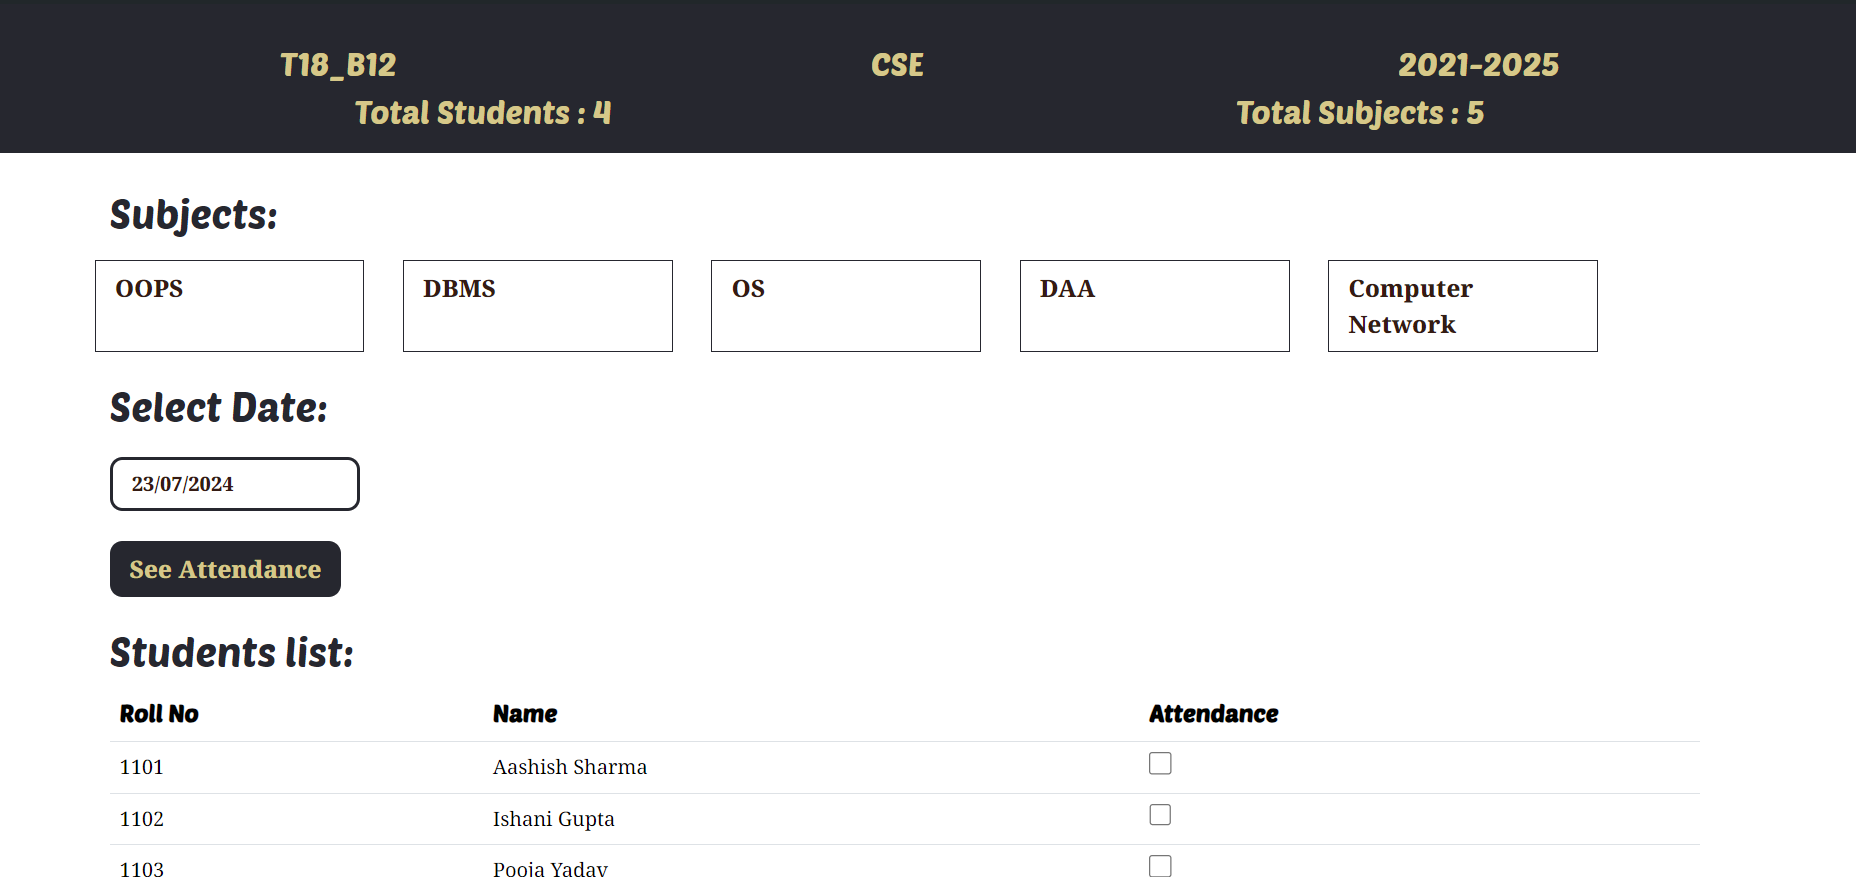 T18_B12 CSE 2021-2025
Total Students : 4 Total Subjects : 5
Subjects:
OOPS DBMS OS DAA Computer Network
Select Date:
23/07/2024
See Attendance
Students list:
Roll No Name Attendance
1101 Aashish Sharma
1102 Ishani Gupta
1103 Pooja Yadav